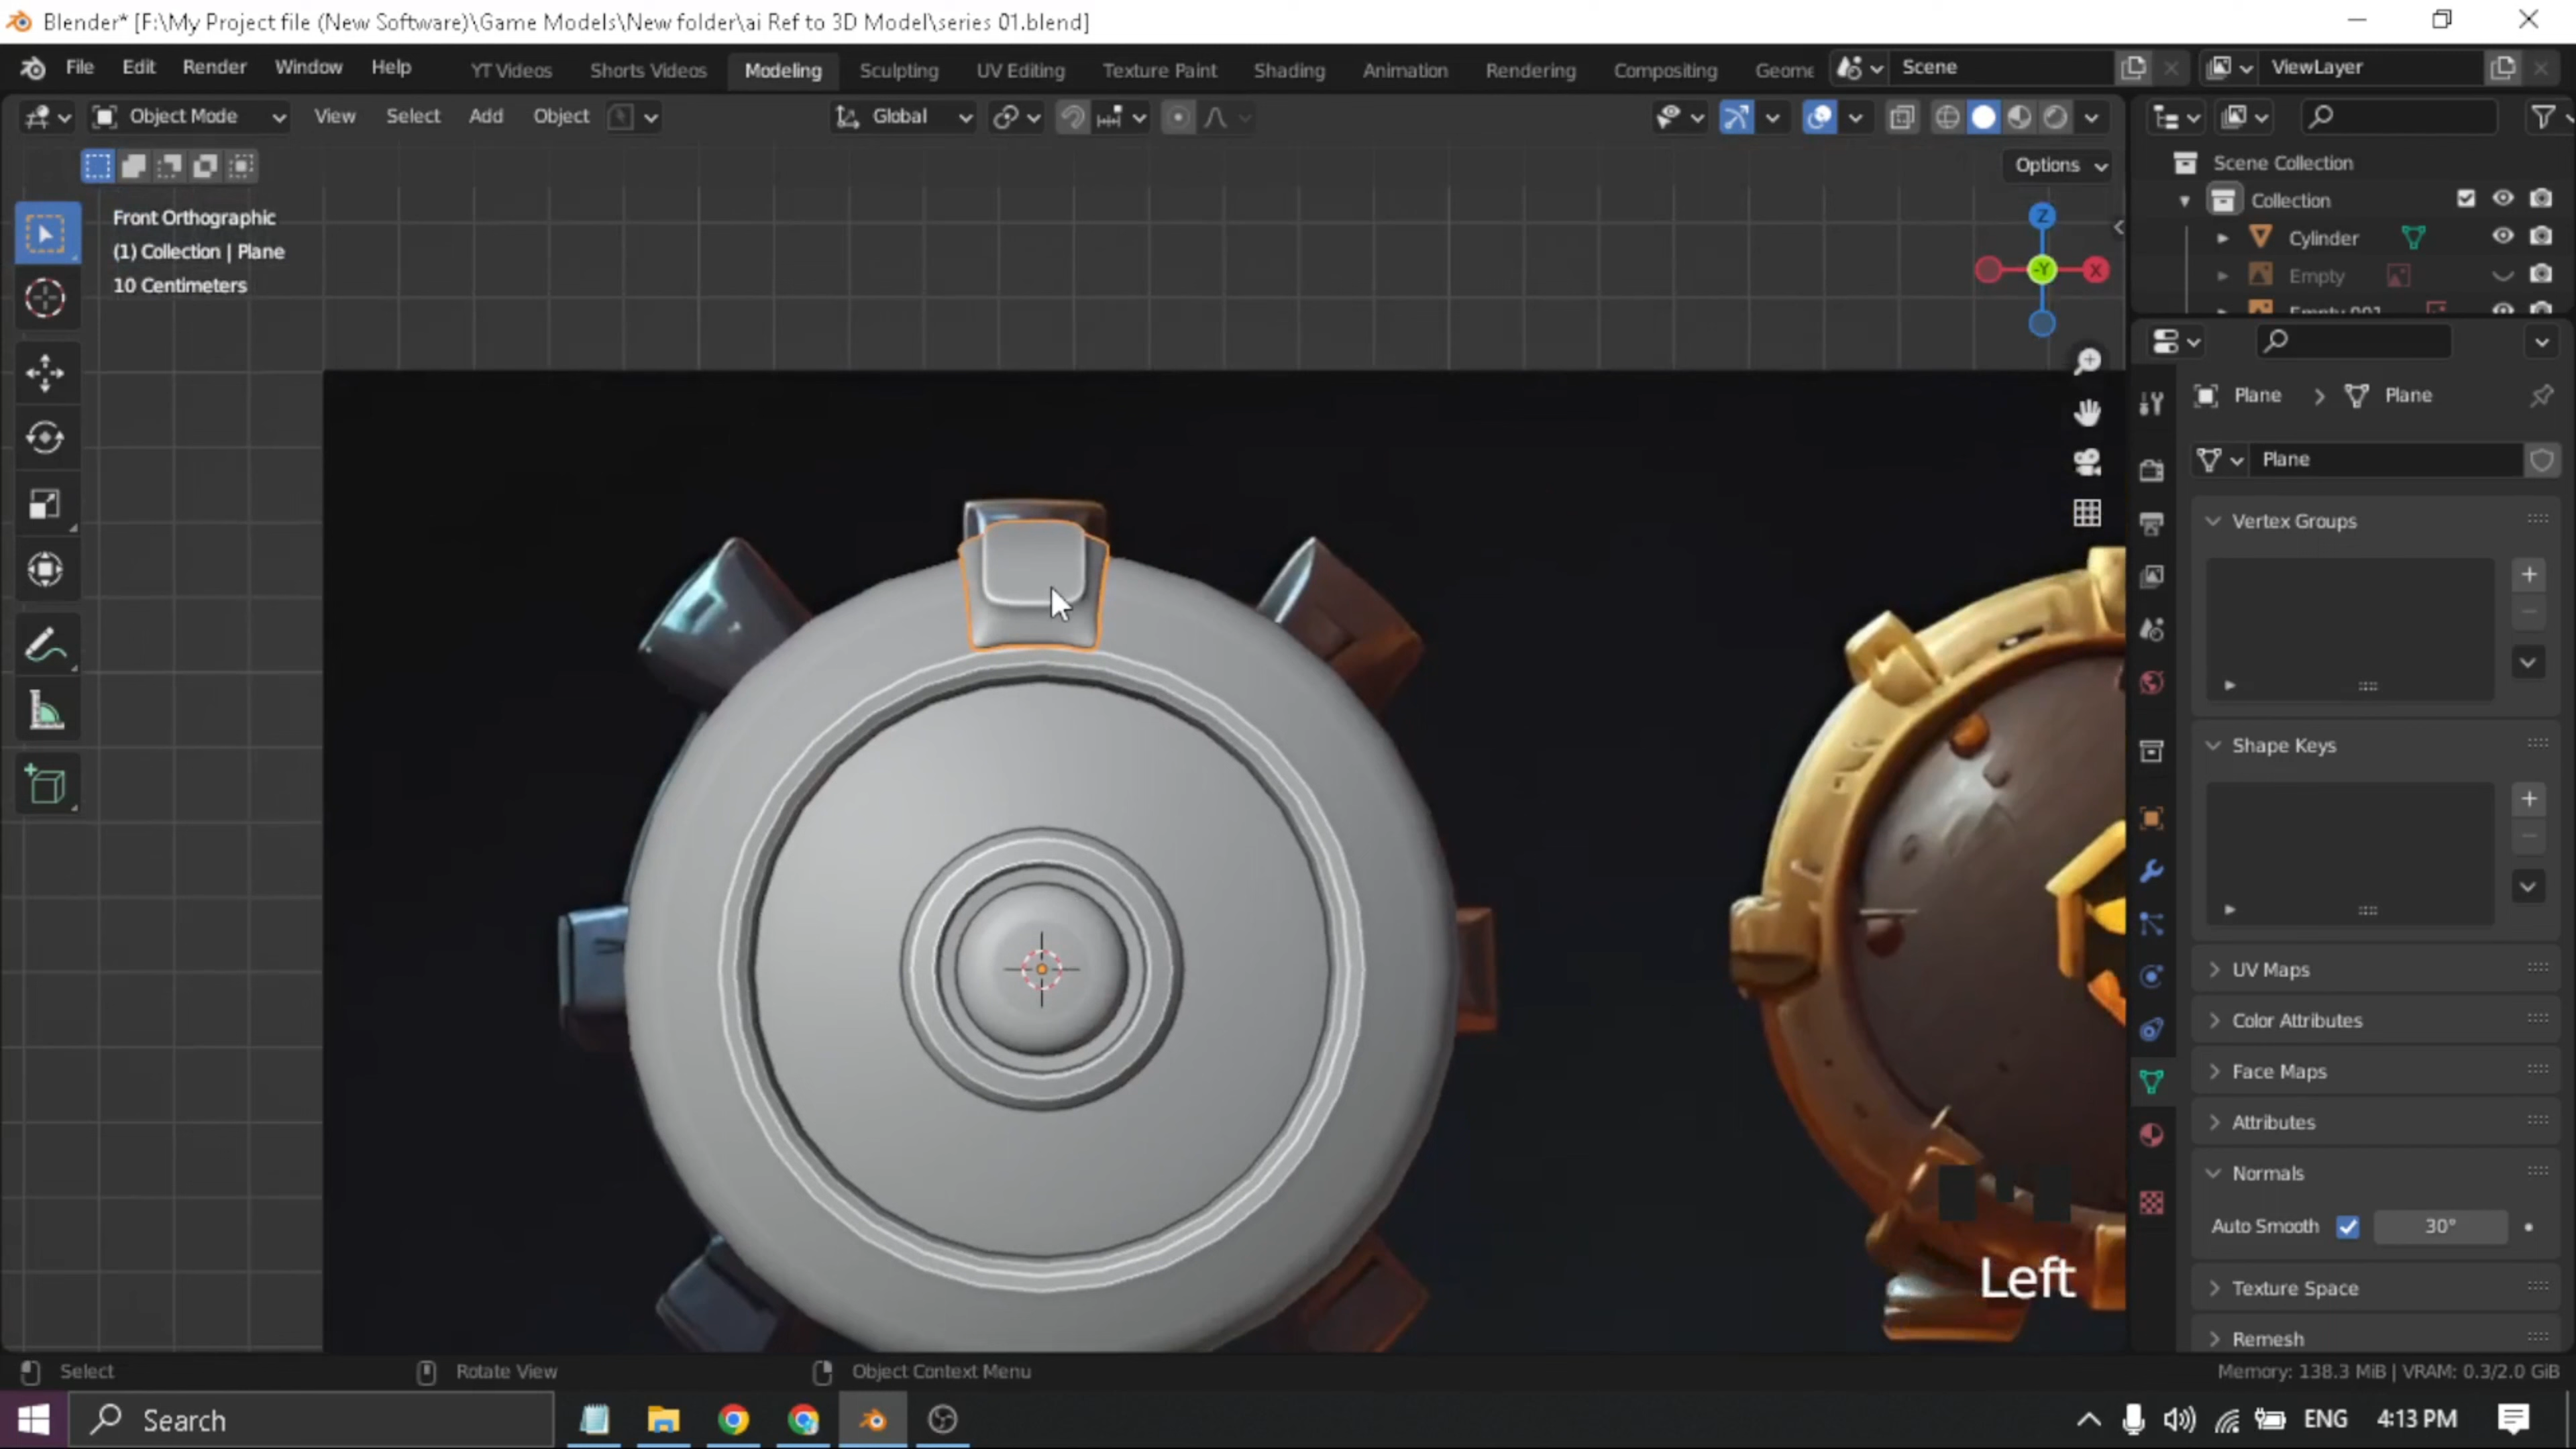 Blender* [F:\My Project file (New Software)\Game Models\New folder\ai Ref to 3D Model\series 01.blend]
File Edit Render Window Help YT Videos Shorts Videos Modeling Sculpting UV Editing Texture Paint Shading Animation Rendering Compositing Geome Scene ViewLayer
Object Mode View Select Add Object Global
Options
Front Orthographic
(1) Collection | Plane
10 Centimeters
Z
-Y
X
Scene Collection
Collection
Cylinder
Empty
Empty.001
Plane > Plane
Plane
Vertex Groups
Shape Keys
UV Maps
Color Attributes
Face Maps
Attributes
Normals
Auto Smooth 30°
Texture Space
Remesh
Left
Select Rotate View Object Context Menu Memory: 138.3 MiB | VRAM: 0.3/2.0 GiB
Search ENG 4:13 PM